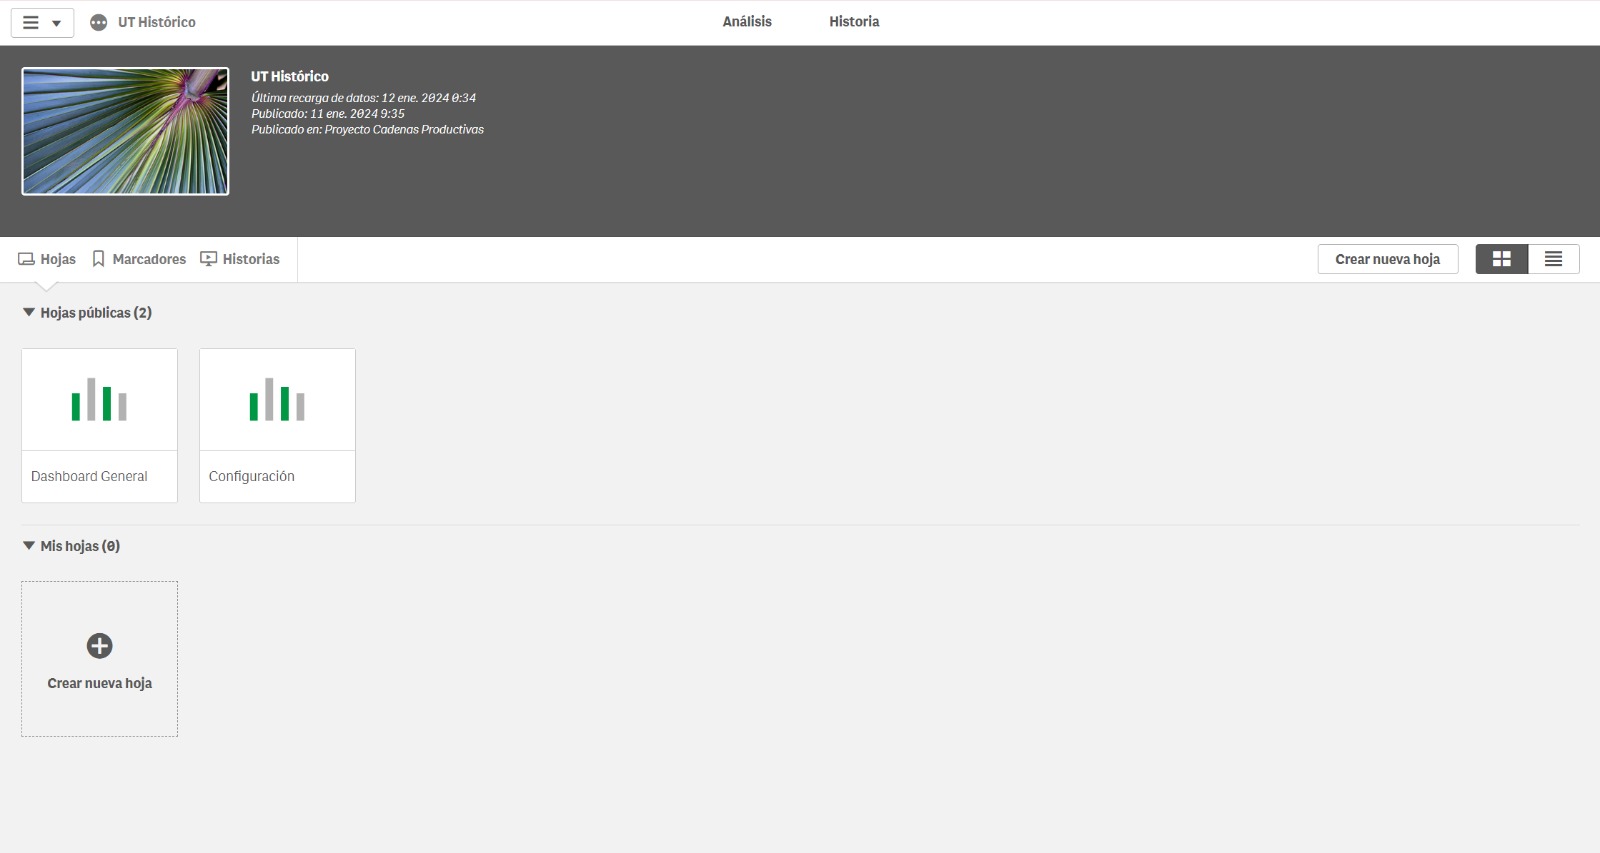 UT Histórico
Análisis
Historia
UT Histórico
Última recarga de datos: 12 ene. 2024 0:34
Publicado: 11 ene. 2024 9:35
Publicado en: Proyecto Cadenas Productivas
Hojas
Marcadores
Historias
Crear nueva hoja
Hojas públicas (2)
Dashboard General
Configuración
Mis hojas (0)
Crear nueva hoja